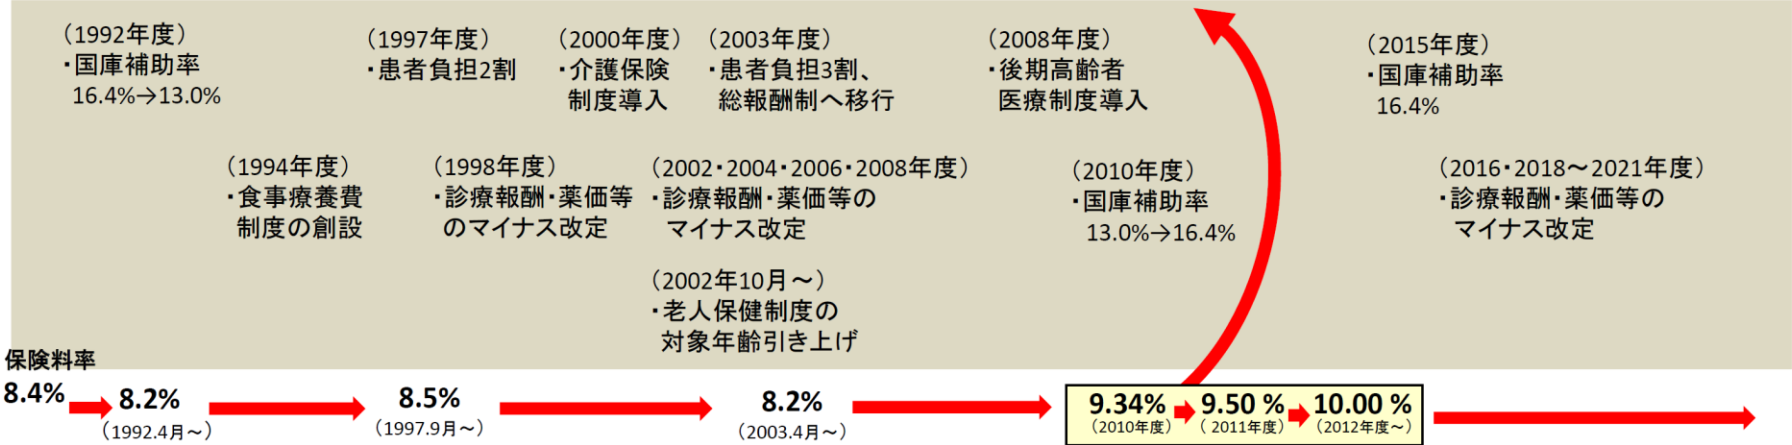 （1992年度）
・国庫補助率
16.4%→13.0%
（1997年度）
・患者負担2割
（2000年度）
・介護保険
制度導入
（2003年度）
・患者負担3割、
総報酬制へ移行
（2008年度）
・後期高齢者
医療制度導入
（2015年度）
・国庫補助率
16.4%
（1994年度）
・食事療養費
制度の創設
（1998年度）
・診療報酬・薬価等
のマイナス改定
（2002・2004・2006・2008年度）
・診療報酬・薬価等の
マイナス改定
（2010年度）
・国庫補助率
13.0%→16.4%
（2016・2018～2021年度）
・診療報酬・薬価等の
マイナス改定
（2002年10月～）
・老人保健制度の
対象年齢引き上げ
保険料率
8.4%
8.2%
（1992.4月～）
8.5%
（1997.9月～）
8.2%
（2003.4月～）
9.34%
（2010年度）
9.50 %
（ 2011年度）
10.00 %
（2012年度～）